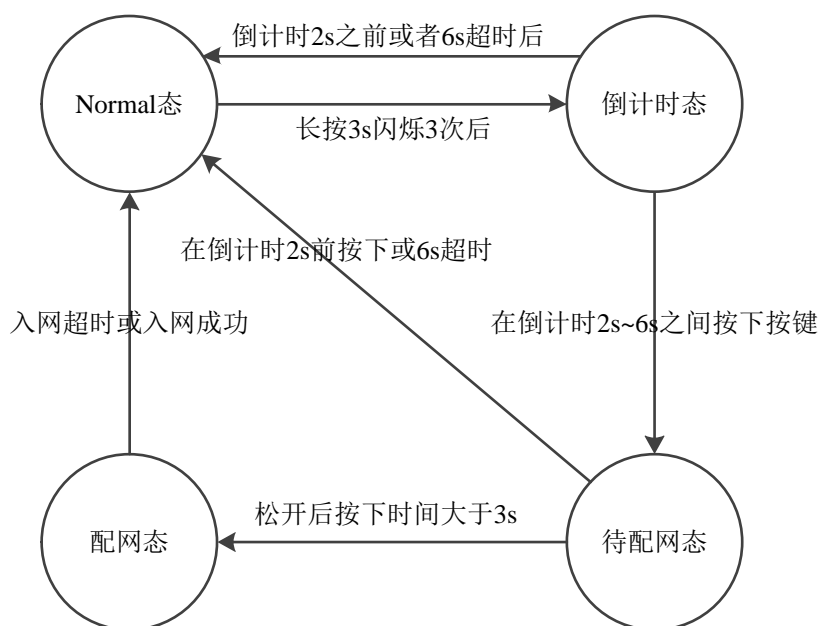 倒计时2s之前或者6s超时后
Normal态
倒计时态
长按3s闪烁3次后
在倒计时2s前按下或6s超时
入网超时或入网成功
在倒计时2s~6s之间按下按键
松开后按下时间大于3s
配网态
待配网态